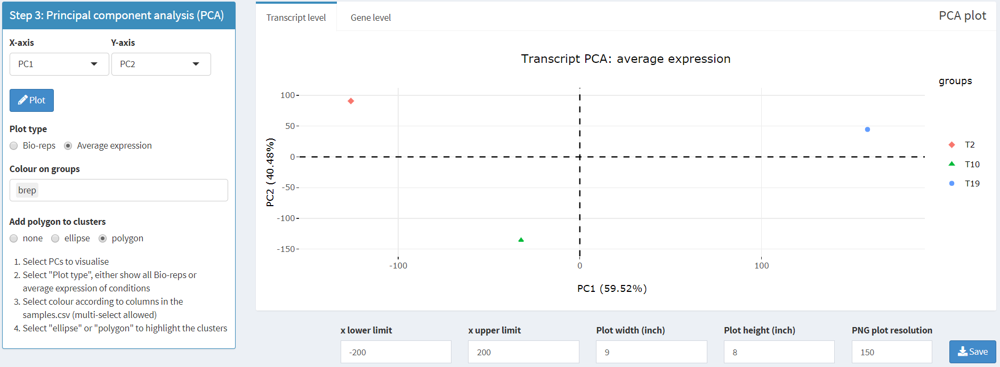 Step 3: Principal component analysis (PCA)
X-axis
Y-axis
PC1
PC2
Plot
Plot type
Bio-reps
Average expression
Colour on groups
brep
Add polygon to clusters
none
ellipse
polygon
1. Select PCs to visualise
2. Select "Plot type", either show all Bio-reps or
average expression of conditions
3. Select colour according to columns in the
samples.csv (multi-select allowed)
4. Select "ellipse" or "polygon" to highlight the clusters
Transcript level
Gene level
PCA plot
Transcript PCA: average expression
groups
T2
T10
T19
100
50
0
-50
-100
-150
PC2 (40.48%)
-100
0
100
PC1 (59.52%)
x lower limit
x upper limit
Plot width (inch)
Plot height (inch)
PNG plot resolution
-200
200
9
8
150
Save